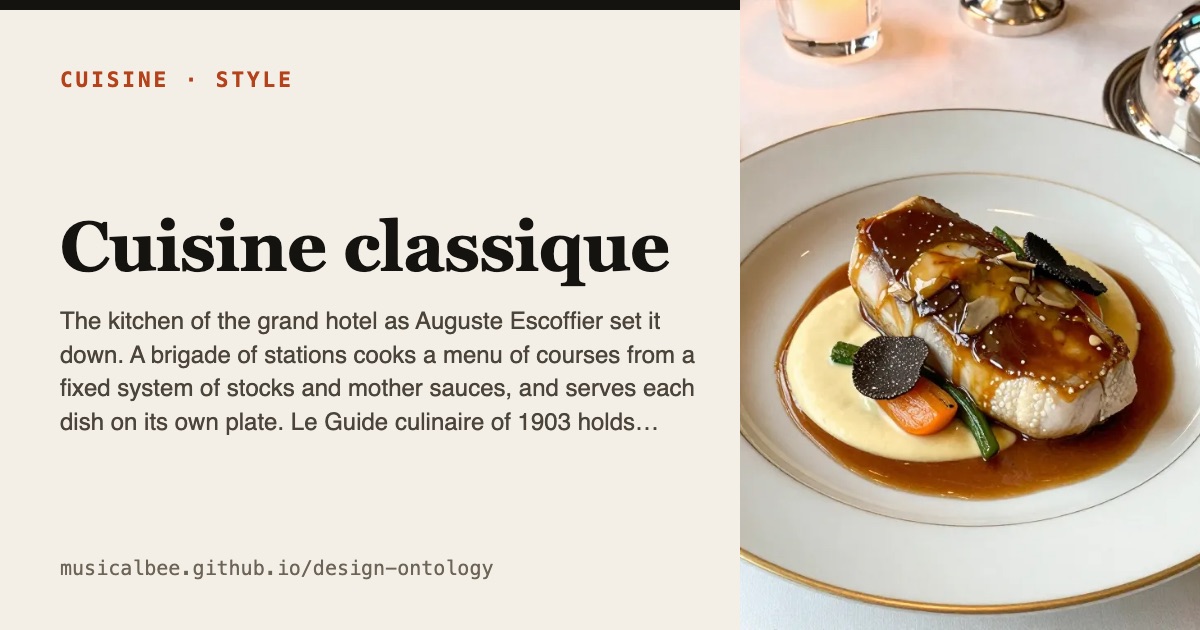 CUISINE · STYLE
Cuisine classique
The kitchen of the grand hotel as Auguste Escoffier set it
down. A brigade of stations cooks a menu of courses from a
fixed system of stocks and mother sauces, and serves each
dish on its own plate. Le Guide culinaire of 1903 holds…
musicalbee.github.io/design-ontology